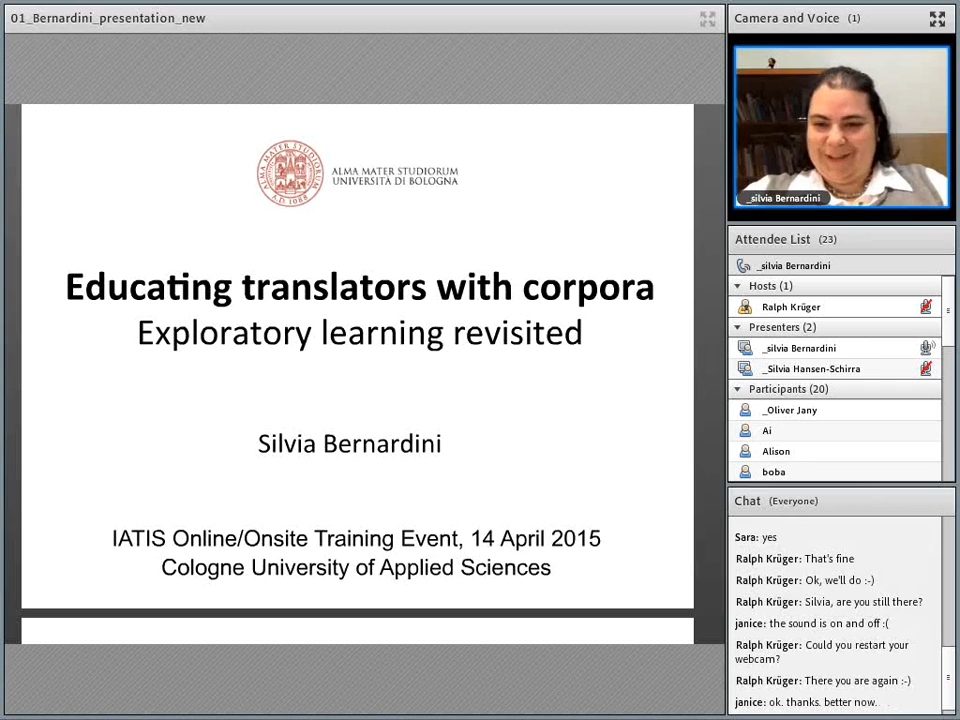 01_Bernardini_presentation_new
ALMA MATER STUDIORUM
UNIVERSITÀ DI BOLOGNA
ALMA MATER STUDIORUM
A.D. 1088
Educating translators with corpora
Exploratory learning revisited
Silvia Bernardini
IATIS Online/Onsite Training Event, 14 April 2015
Cologne University of Applied Sciences
Camera and Voice (1)
_silvia Bernardini
Attendee List (23)
_silvia Bernardini
Hosts (1)
Ralph Krüger
Presenters (2)
_silvia Bernardini
_Silvia Hansen-Schirra
Participants (20)
_Oliver Jany
Ai
Alison
boba
Chat (Everyone)
Sara: yes
Ralph Krüger: That's fine
Ralph Krüger: Ok, we'll do :-)
Ralph Krüger: Silvia, are you still there?
janice: the sound is on and off :(
Ralph Krüger: Could you restart your
webcam?
Ralph Krüger: There you are again :-)
janice: ok. thanks. better now.